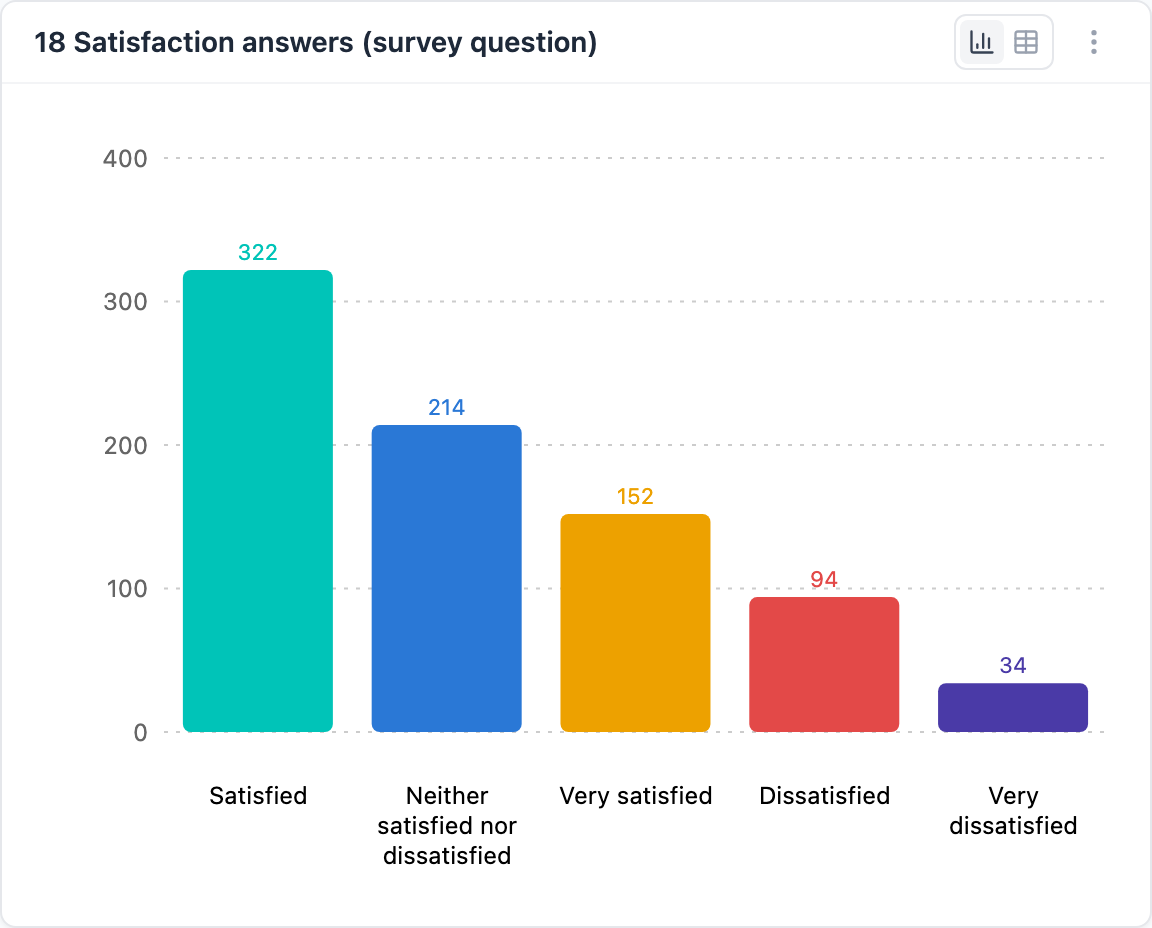 18 Satisfaction answers (survey question)
400
300
200
100
0
322
214
152
94
34
Satisfied
Neither
satisfied nor
dissatisfied
Very satisfied
Dissatisfied
Very
dissatisfied